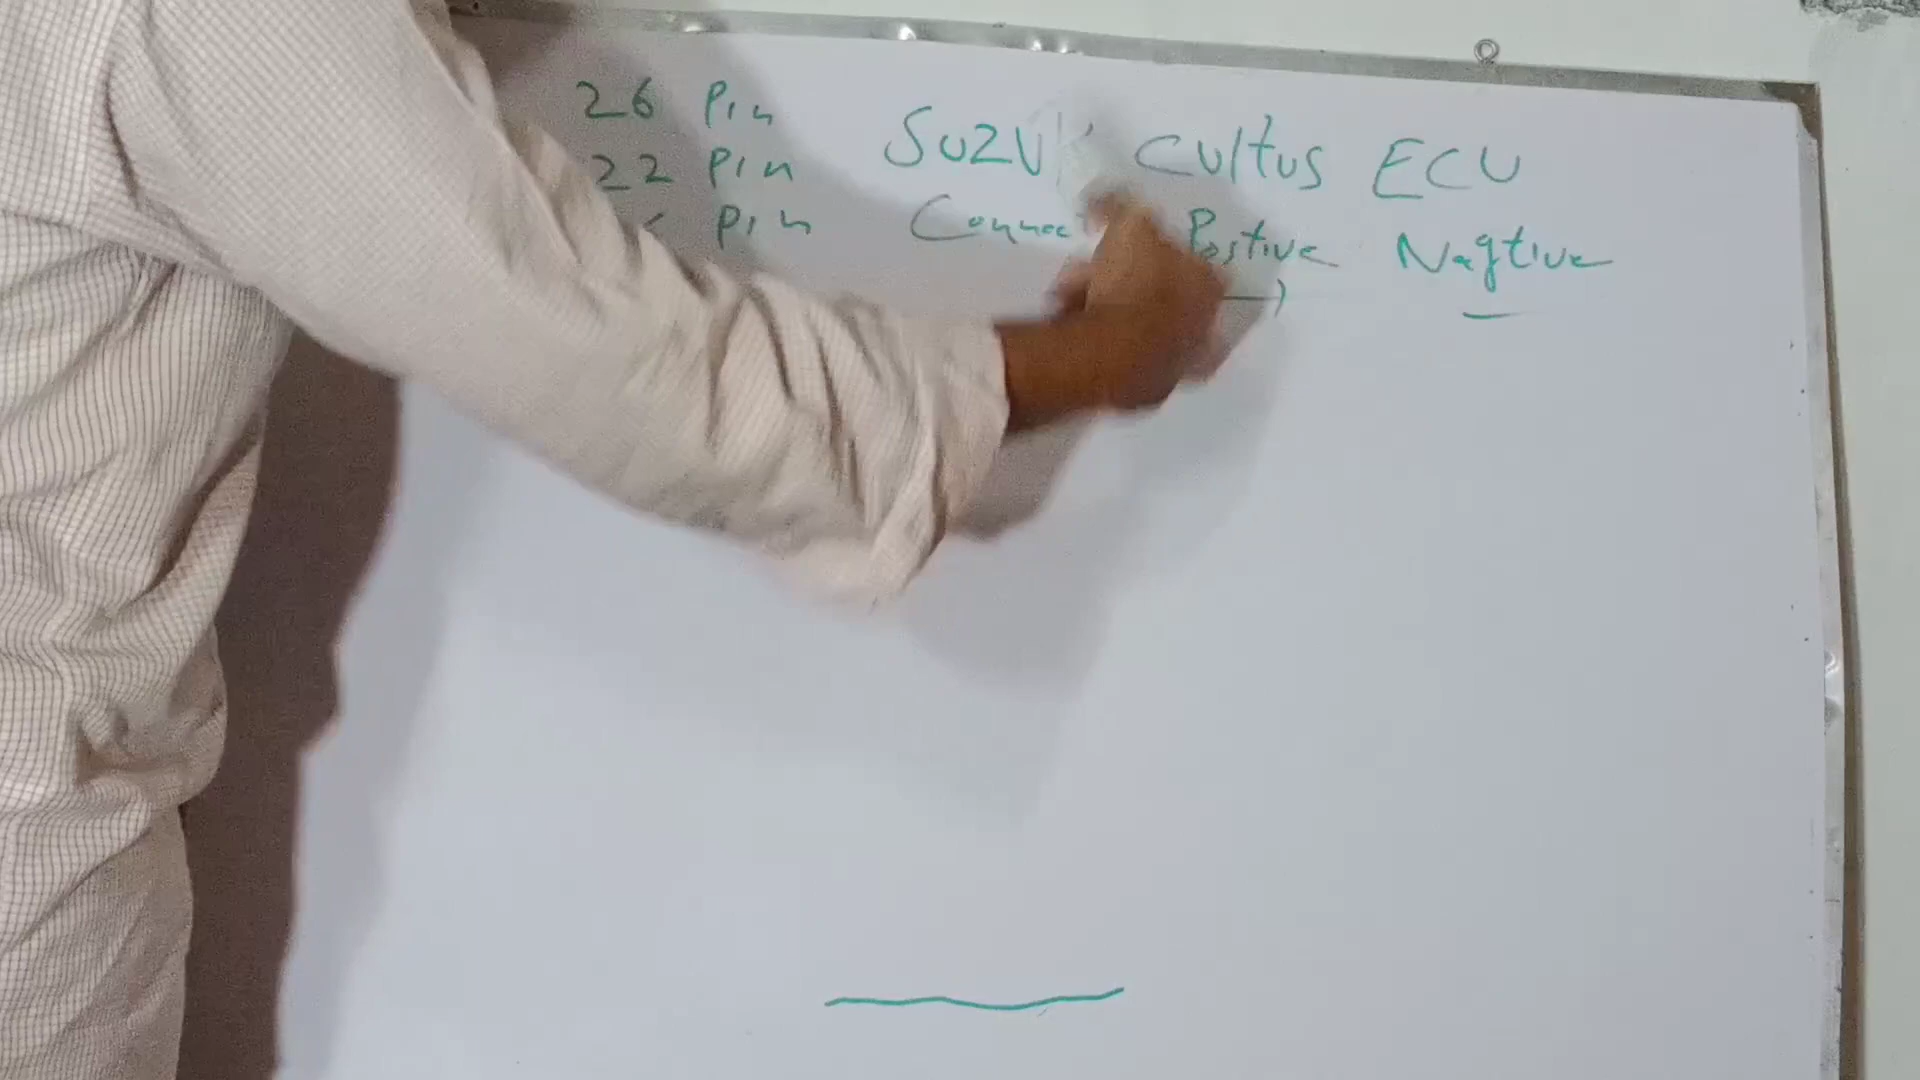 26 Pin
22 Pin
Pin
Cultus ECU
Postive Nagtive